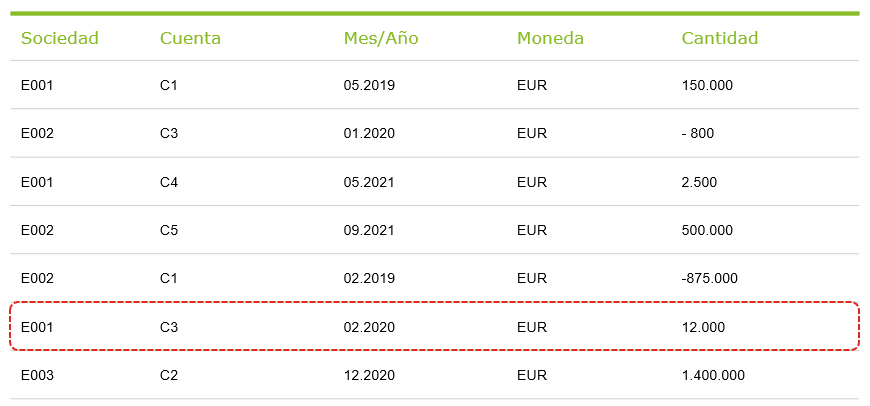 Sociedad Cuenta Mes/Año Moneda Cantidad
E001 C1 05.2019 EUR 150.000
E002 C3 01.2020 EUR - 800
E001 C4 05.2021 EUR 2.500
E002 C5 09.2021 EUR 500.000
E002 C1 02.2019 EUR -875.000
E001 C3 02.2020 EUR 12.000
E003 C2 12.2020 EUR 1.400.000